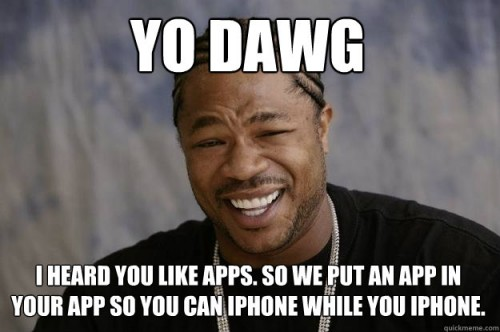 YO DAWG
I HEARD YOU LIKE APPS. SO WE PUT AN APP IN
YOUR APP SO YOU CAN IPHONE WHILE YOU IPHONE.
quickmeme.com